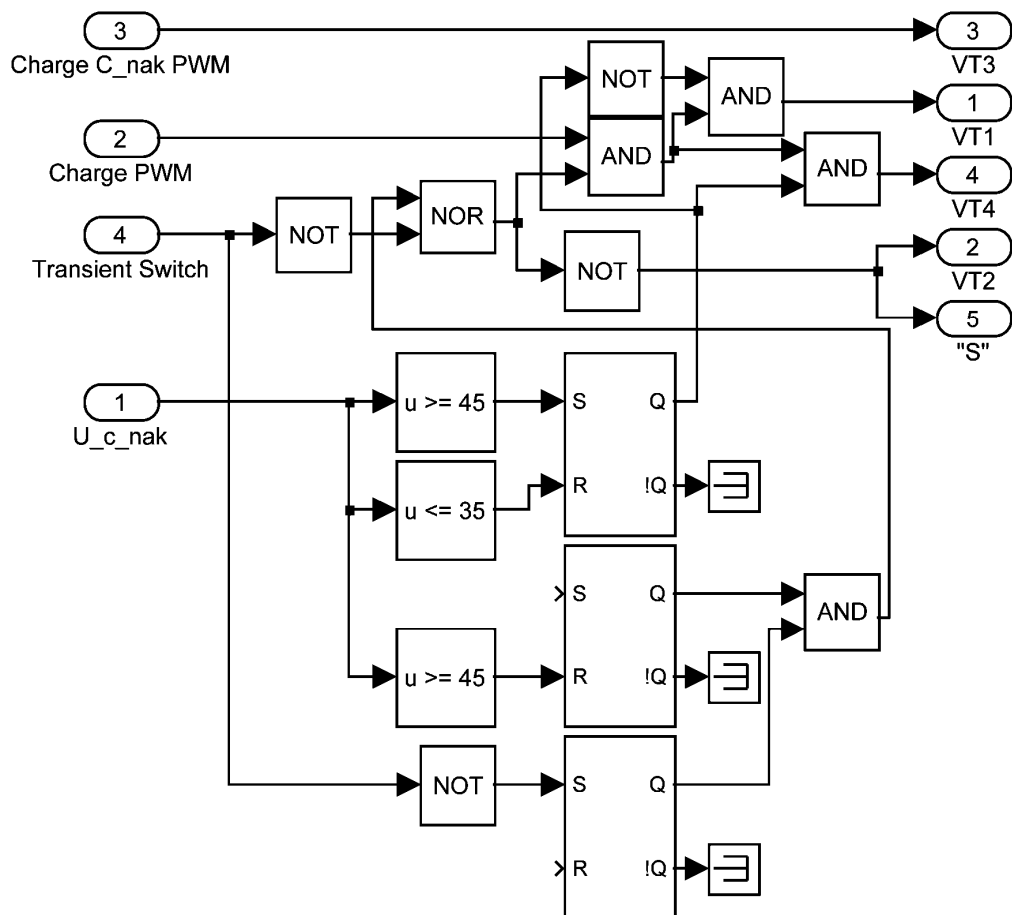 3
Charge C_nak PWM
3
VT3
NOT
AND
1
VT1
2
Charge PWM
AND
AND
4
VT4
4
Transient Switch
NOT
NOR
NOT
2
VT2
5
"S"
1
U_c_nak
u >= 45
S
Q
u <= 35
R
!Q
S
Q
AND
u >= 45
R
!Q
NOT
S
Q
R
!Q